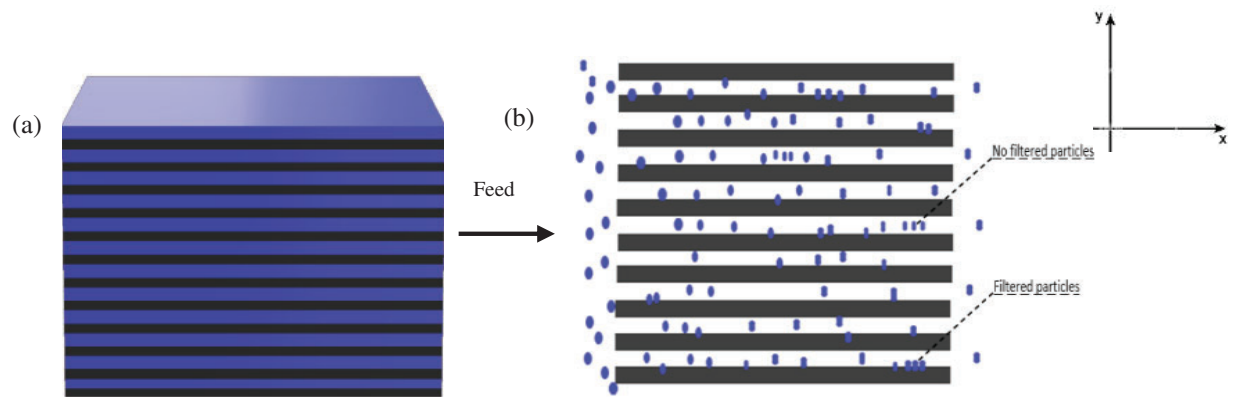 (a)
Feed
(b)
y
x
No filtered particles
Filtered particles